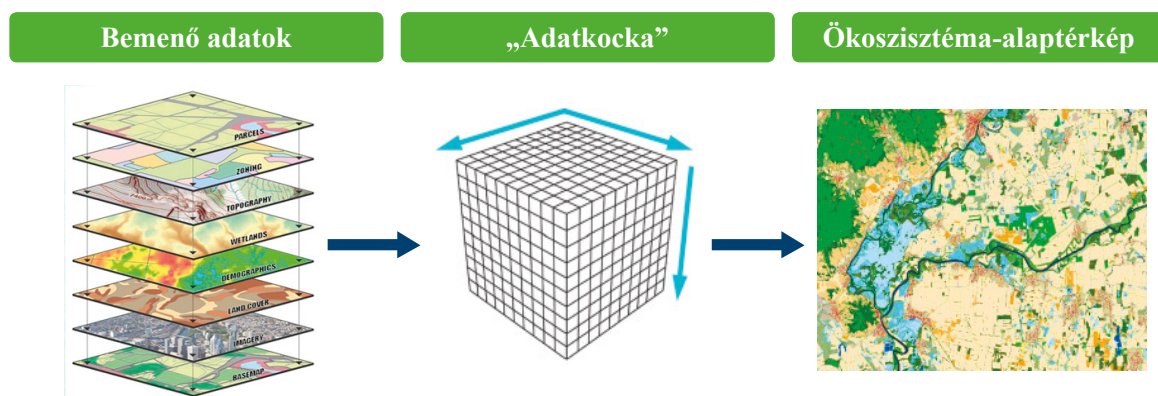 Bemenő adatok
„Adatkocka”
Ökoszisztéma-alaptérkép
PARCELS
ZONING
TOPOGRAPHY
WETLANDS
DEMOGRAPHICS
LAND COVER
IMAGERY
BASEMAP